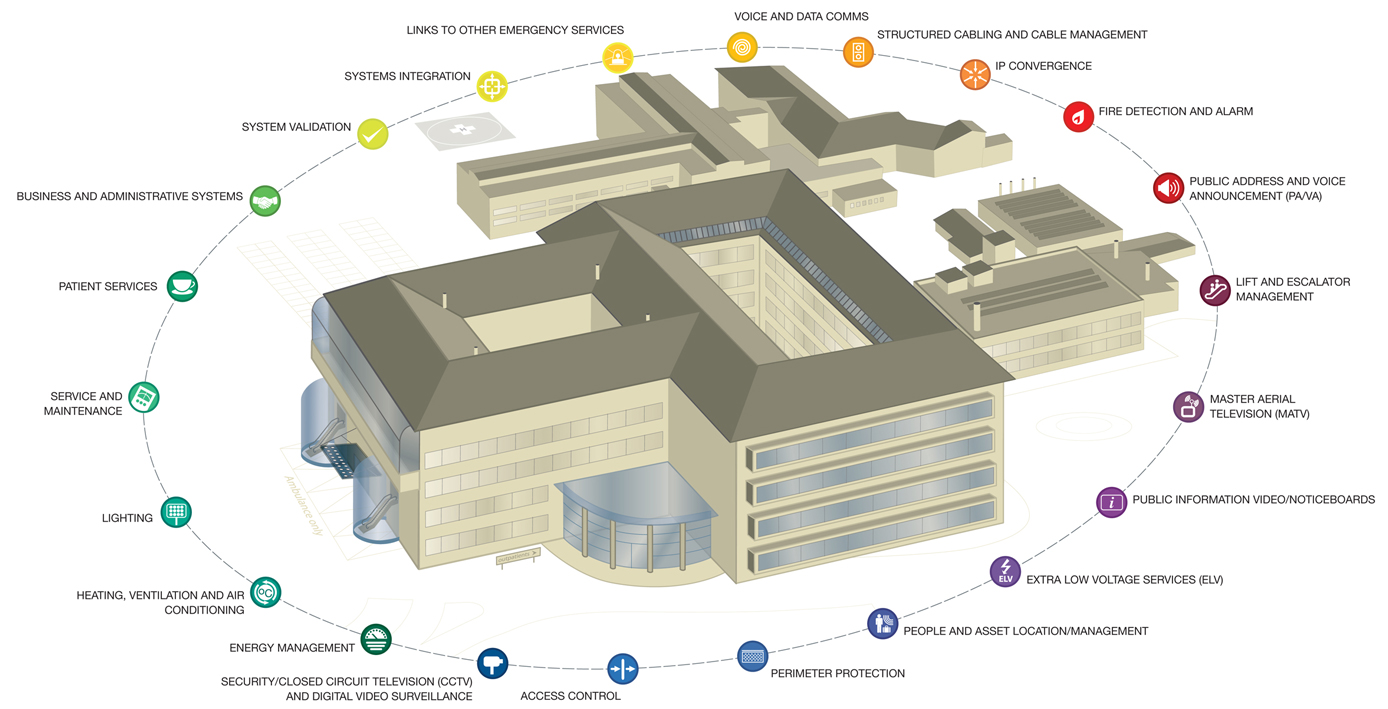 VOICE AND DATA COMMS
LINKS TO OTHER EMERGENCY SERVICES
STRUCTURED CABLING AND CABLE MANAGEMENT
SYSTEMS INTEGRATION
IP CONVERGENCE
SYSTEM VALIDATION
FIRE DETECTION AND ALARM
BUSINESS AND ADMINISTRATIVE SYSTEMS
PUBLIC ADDRESS AND VOICE
ANNOUNCEMENT (PA/VA)
H
PATIENT SERVICES
LIFT AND ESCALATOR
MANAGEMENT
SERVICE AND
MAINTENANCE
MASTER AERIAL
TELEVISION (MATV)
Ambulance only
LIGHTING
PUBLIC INFORMATION VIDEO/NOTICEBOARDS
i
outpatients
HEATING, VENTILATION AND AIR
CONDITIONING
°C
ELV
EXTRA LOW VOLTAGE SERVICES (ELV)
ENERGY MANAGEMENT
PEOPLE AND ASSET LOCATION/MANAGEMENT
SECURITY/CLOSED CIRCUIT TELEVISION (CCTV)
AND DIGITAL VIDEO SURVEILLANCE
ACCESS CONTROL
PERIMETER PROTECTION